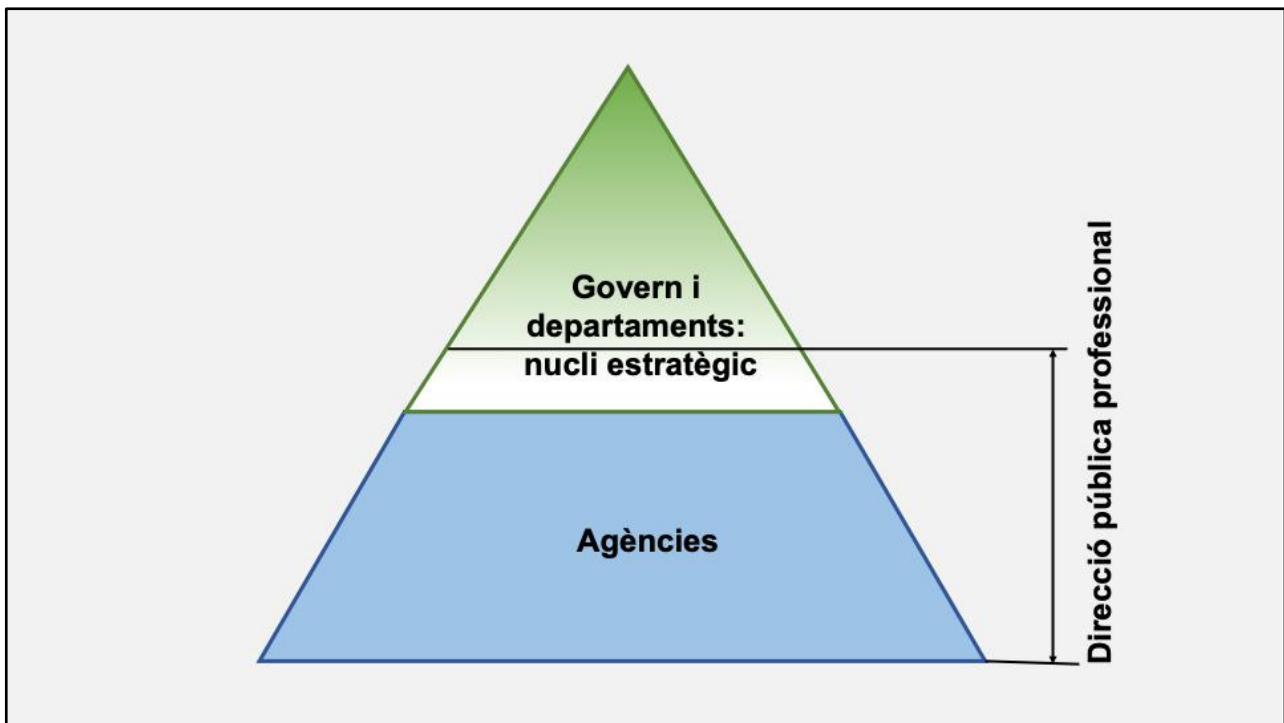 Govern i
departaments:
nucli estratègic
Agències
Direcció pública professional